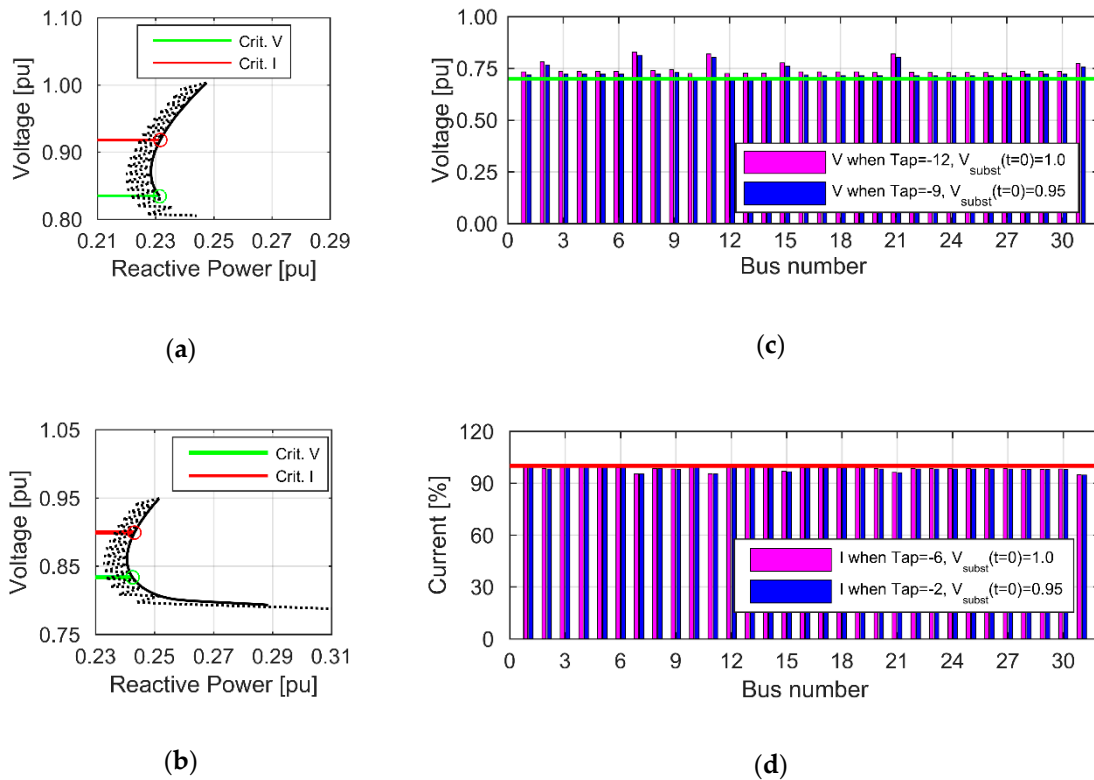 1.10
1.00
0.90
0.80
Voltage [pu]
Crit. V
Crit. I
0.21 0.23 0.25 0.27 0.29
Reactive Power [pu]
(a)
1.00
0.75
0.50
0.25
0.00
Voltage [pu]
V when Tap=-12, Vsubst(t=0)=1.0
V when Tap=-9, Vsubst(t=0)=0.95
0 3 6 9 12 15 18 21 24 27 30
Bus number
(c)
1.05
0.95
0.85
0.75
Voltage [pu]
Crit. V
Crit. I
0.23 0.25 0.27 0.29 0.31
Reactive Power [pu]
(b)
120
90
60
30
0
Current [%]
I when Tap=-6, Vsubst(t=0)=1.0
I when Tap=-2, Vsubst(t=0)=0.95
0 3 6 9 12 15 18 21 24 27 30
Bus number
(d)